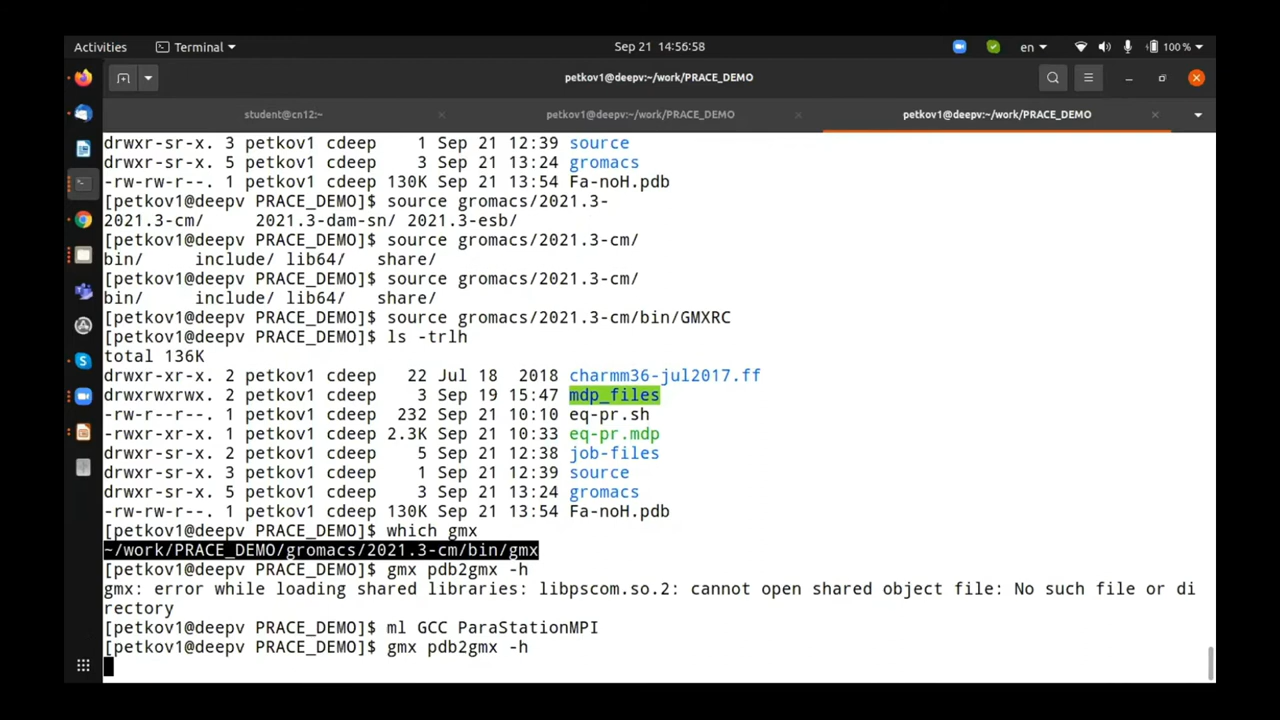 Activities
Terminal
Sep 21 14:56:58
en
100 %
petkov1@deepv:~/work/PRACE_DEMO
student@cn12:~
petkov1@deepv:~/work/PRACE_DEMO
petkov1@deepv:~/work/PRACE_DEMO
drwxr-sr-x. 3 petkov1 cdeep    1 Sep 21 12:39 source
drwxr-sr-x. 5 petkov1 cdeep    3 Sep 21 13:24 gromacs
-rw-rw-r--. 1 petkov1 cdeep 130K Sep 21 13:54 Fa-noH.pdb
[petkov1@deepv PRACE_DEMO]$ source gromacs/2021.3-
2021.3-cm/     2021.3-dam-sn/ 2021.3-esb/
[petkov1@deepv PRACE_DEMO]$ source gromacs/2021.3-cm/
bin/     include/ lib64/   share/
[petkov1@deepv PRACE_DEMO]$ source gromacs/2021.3-cm/
bin/     include/ lib64/   share/
[petkov1@deepv PRACE_DEMO]$ source gromacs/2021.3-cm/bin/GMXRC
[petkov1@deepv PRACE_DEMO]$ ls -trlh
total 136K
drwxr-xr-x. 2 petkov1 cdeep   22 Jul 18  2018 charmm36-jul2017.ff
drwxrwxrwx. 2 petkov1 cdeep    3 Sep 19 15:47 mdp_files
-rw-r--r--. 1 petkov1 cdeep  232 Sep 21 10:10 eq-pr.sh
-rwxr-xr-x. 1 petkov1 cdeep 2.3K Sep 21 10:33 eq-pr.mdp
drwxr-sr-x. 2 petkov1 cdeep    5 Sep 21 12:38 job-files
drwxr-sr-x. 3 petkov1 cdeep    1 Sep 21 12:39 source
drwxr-sr-x. 5 petkov1 cdeep    3 Sep 21 13:24 gromacs
-rw-rw-r--. 1 petkov1 cdeep 130K Sep 21 13:54 Fa-noH.pdb
[petkov1@deepv PRACE_DEMO]$ which gmx
~/work/PRACE_DEMO/gromacs/2021.3-cm/bin/gmx
[petkov1@deepv PRACE_DEMO]$ gmx pdb2gmx -h
gmx: error while loading shared libraries: libpscom.so.2: cannot open shared object file: No such file or di
rectory
[petkov1@deepv PRACE_DEMO]$ ml GCC ParaStationMPI
[petkov1@deepv PRACE_DEMO]$ gmx pdb2gmx -h